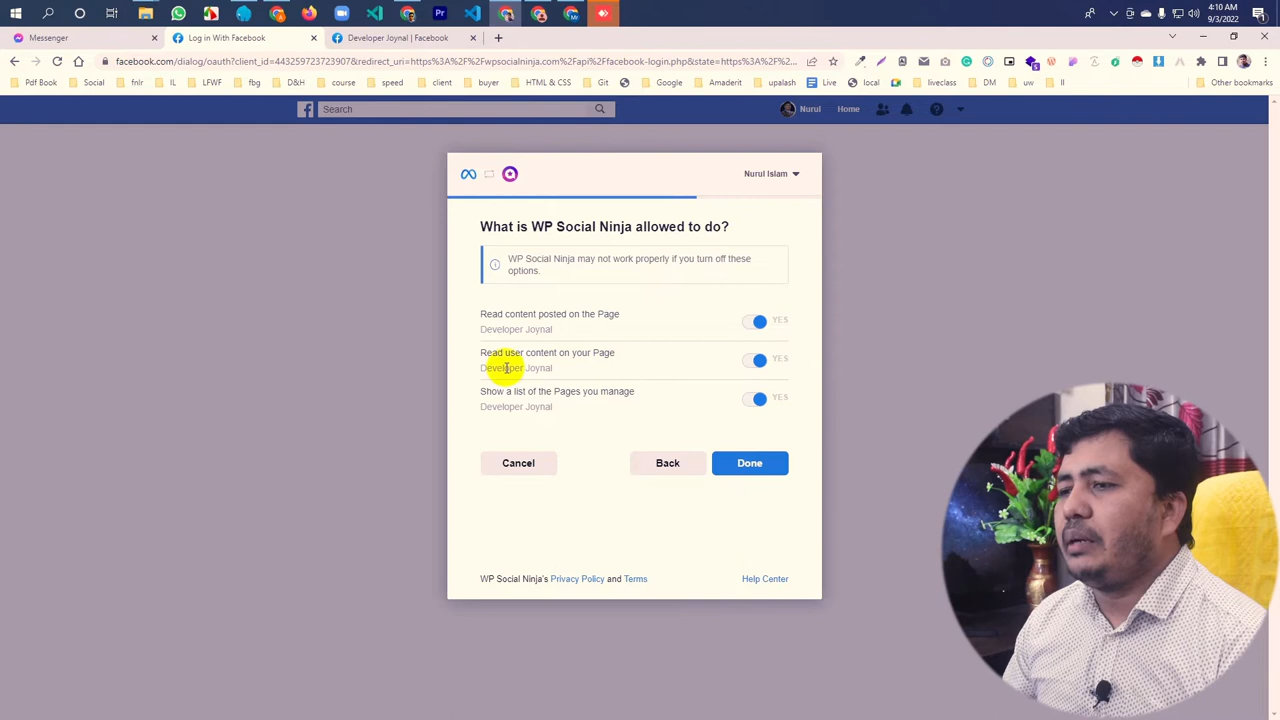 4:10 AM
9/3/2022
Messenger
Log in With Facebook
Developer Joynal | Facebook
facebook.com/dialog/oauth?client_id=443259723723907&redirect_uri=https%3A%2F%2Fwpsocialninja.com%2Fapi%2Ffacebook-login.php&state=https%3A%2F%2...
Pdf Book
Social
fnlr
IL
LFWF
fbg
D&H
course
speed
client
buyer
HTML & CSS
Git
Google
Amaderit
upalash
Live
local
liveclass
DM
uw
Other bookmarks
Search
Nurul
Home
Nurul Islam
What is WP Social Ninja allowed to do?
WP Social Ninja may not work properly if you turn off these
options.
Read content posted on the Page
Developer Joynal
YES
Read user content on your Page
Developer Joynal
YES
Show a list of the Pages you manage
Developer Joynal
YES
Cancel
Back
Done
WP Social Ninja's Privacy Policy and Terms
Help Center